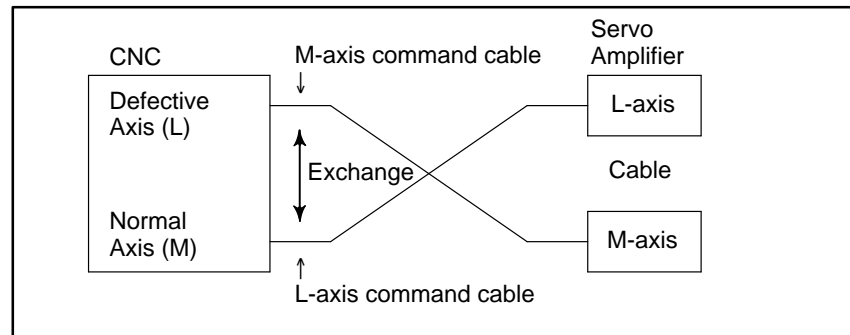 CNC
M-axis command cable
Servo
Amplifier
Defective
Axis (L)
L-axis
Exchange
Cable
Normal
Axis (M)
M-axis
L-axis command cable